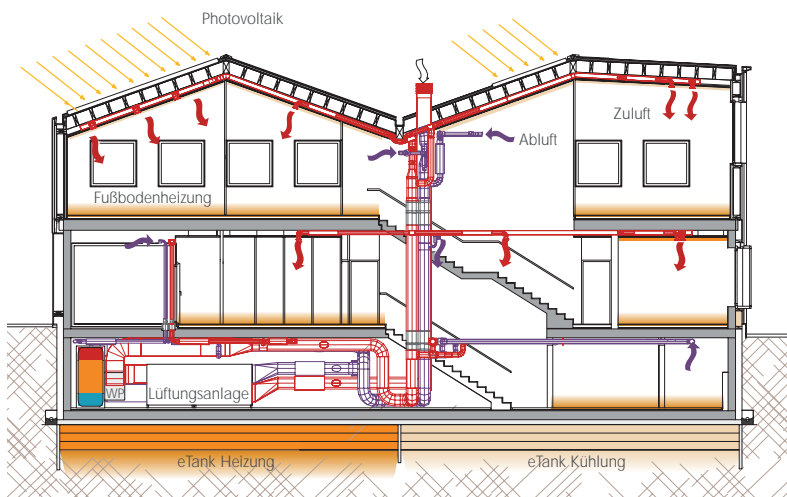 Photovoltaik
Zuluft
Abluft
Fußbodenheizung
WP
Lüftungsanlage
eTank Heizung
eTank Kühlung